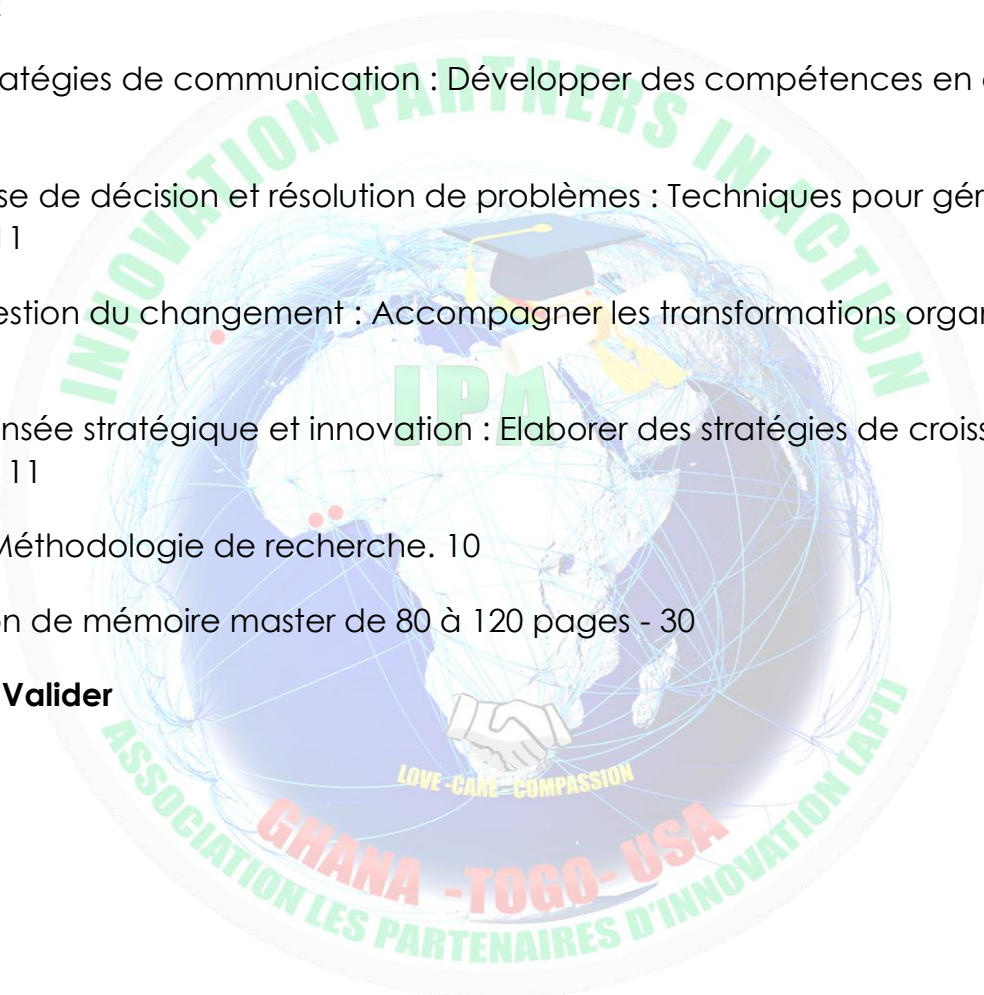 atégies de communication : Développer des compétences en
se de décision et résolution de problèmes : Techniques pour gér
11
estion du changement : Accompagner les transformations orga
nsée stratégique et innovation : Elaborer des stratégies de crois
11
Méthodologie de recherche. 10
on de mémoire master de 80 à 120 pages - 30
Valider
INNOVATION PARTNERS IN ACTION
IPA
LOVE -CARE - COMPASSION
GHANA -TOGO- USA
ASSOCIATION LES PARTENAIRES D'INNOVATION (API)